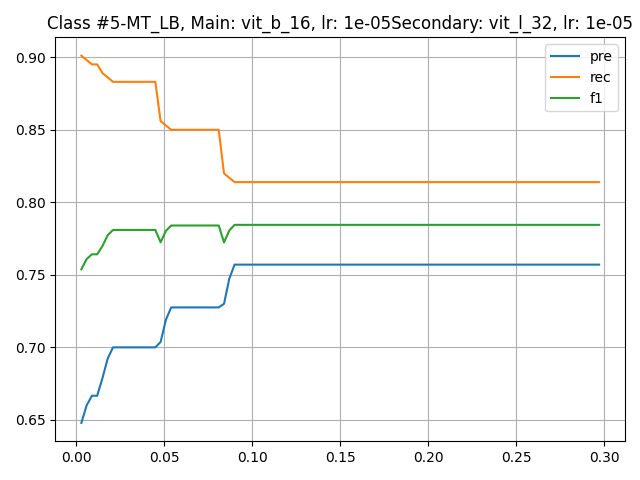 Class #5-MT_LB, Main: vit_b_16, lr: 1e-05Secondary: vit_l_32, lr: 1e-05
pre
rec
f1
0.90
0.85
0.80
0.75
0.70
0.65
0.00 0.05 0.10 0.15 0.20 0.25 0.30